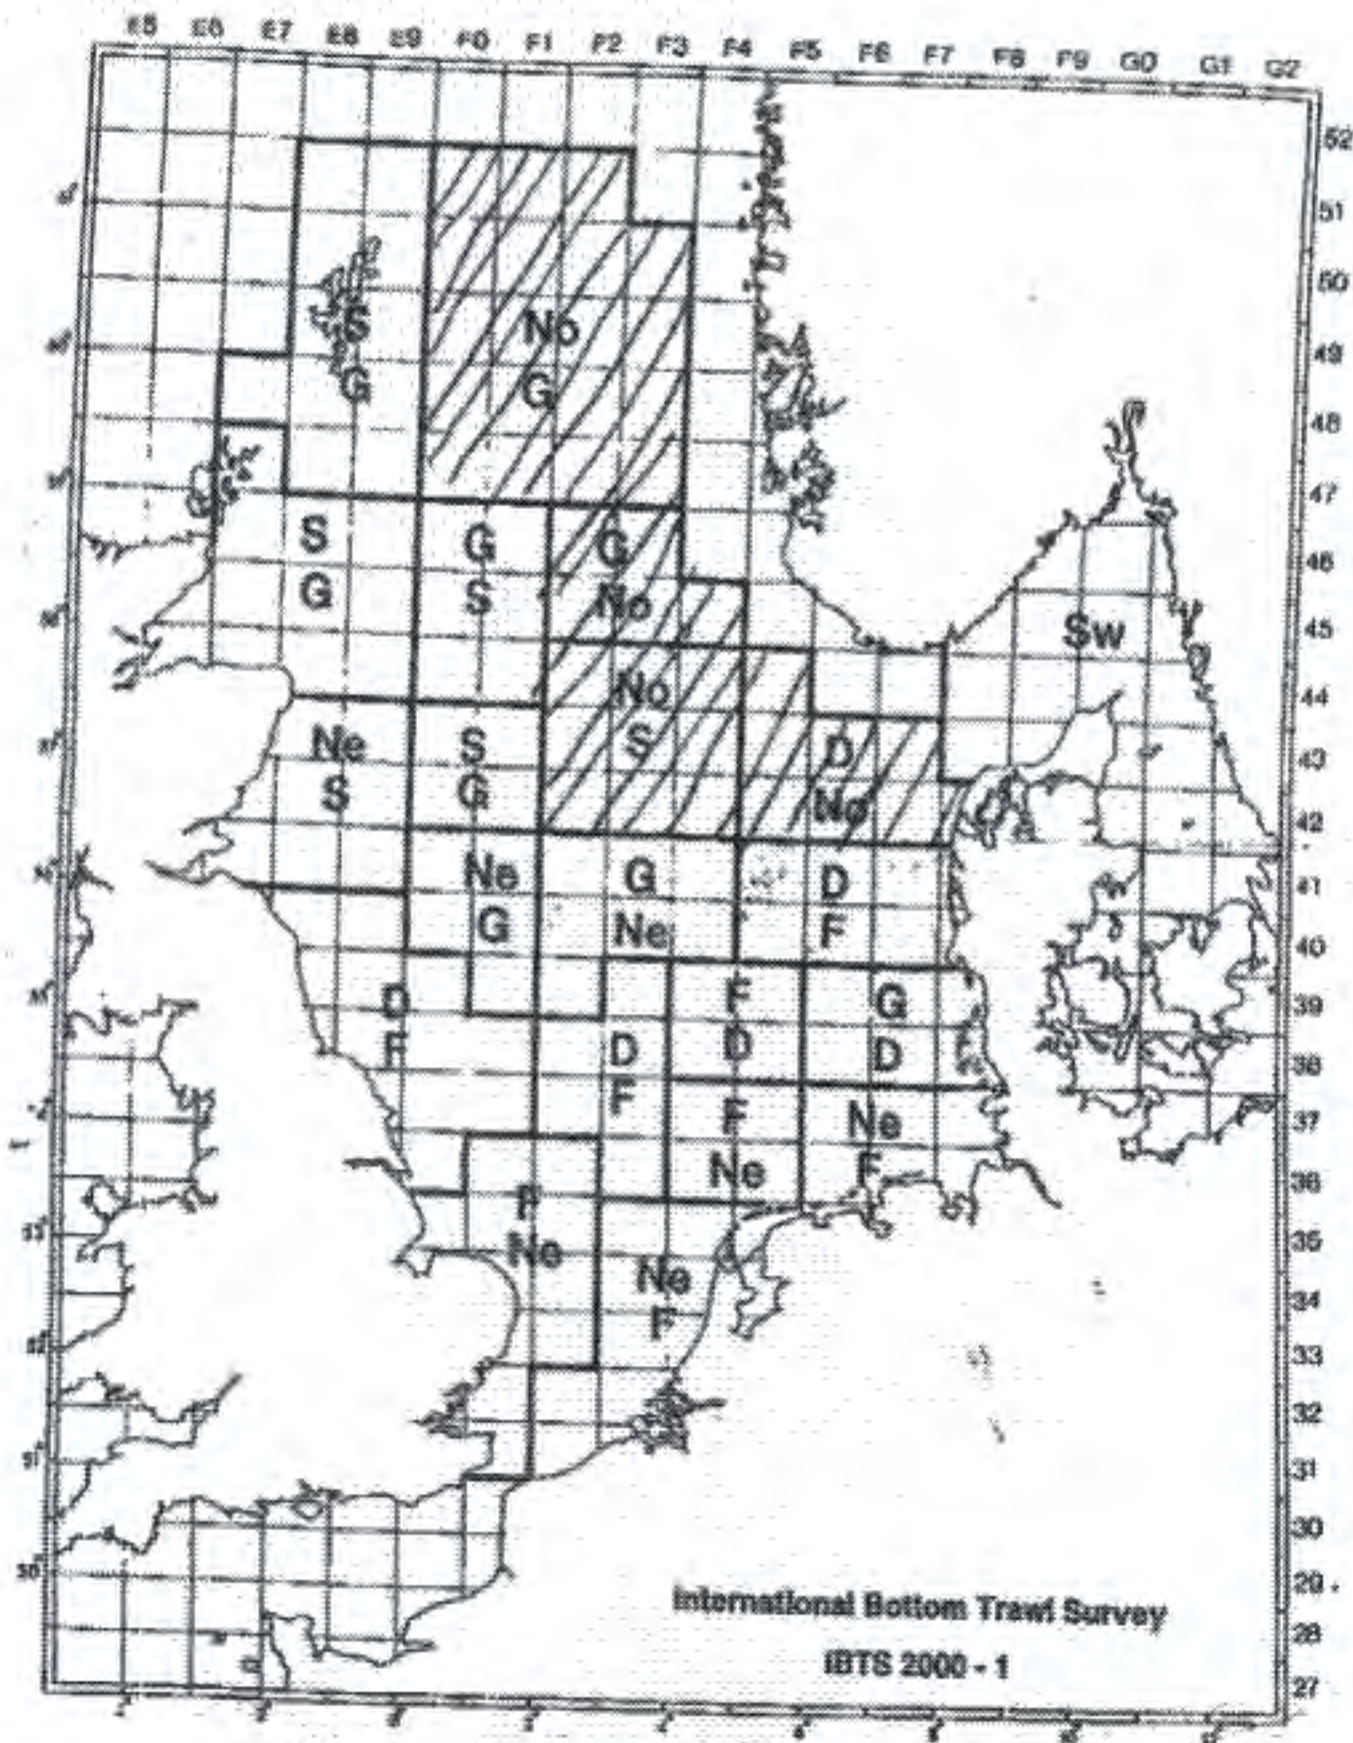 E5 E6 E7 E8 E9 F0 F1 F2 F3 F4 F5 F6 F7 F8 F9 G0 G1 G2
52
51
50
S No
49
G G
48
47
S G G
46
G S No
45
Sw
No
44
Ne S S D
43
S G No
42
Ne G D
41
G Ne F
40
D F G
39
F D D D
38
F F Ne
37
Ne F
36
F
Ne
35
Ne
34
F
33
32
31
30
29
International Bottom Trawl Survey
28
IBTS 2000 - 1
27